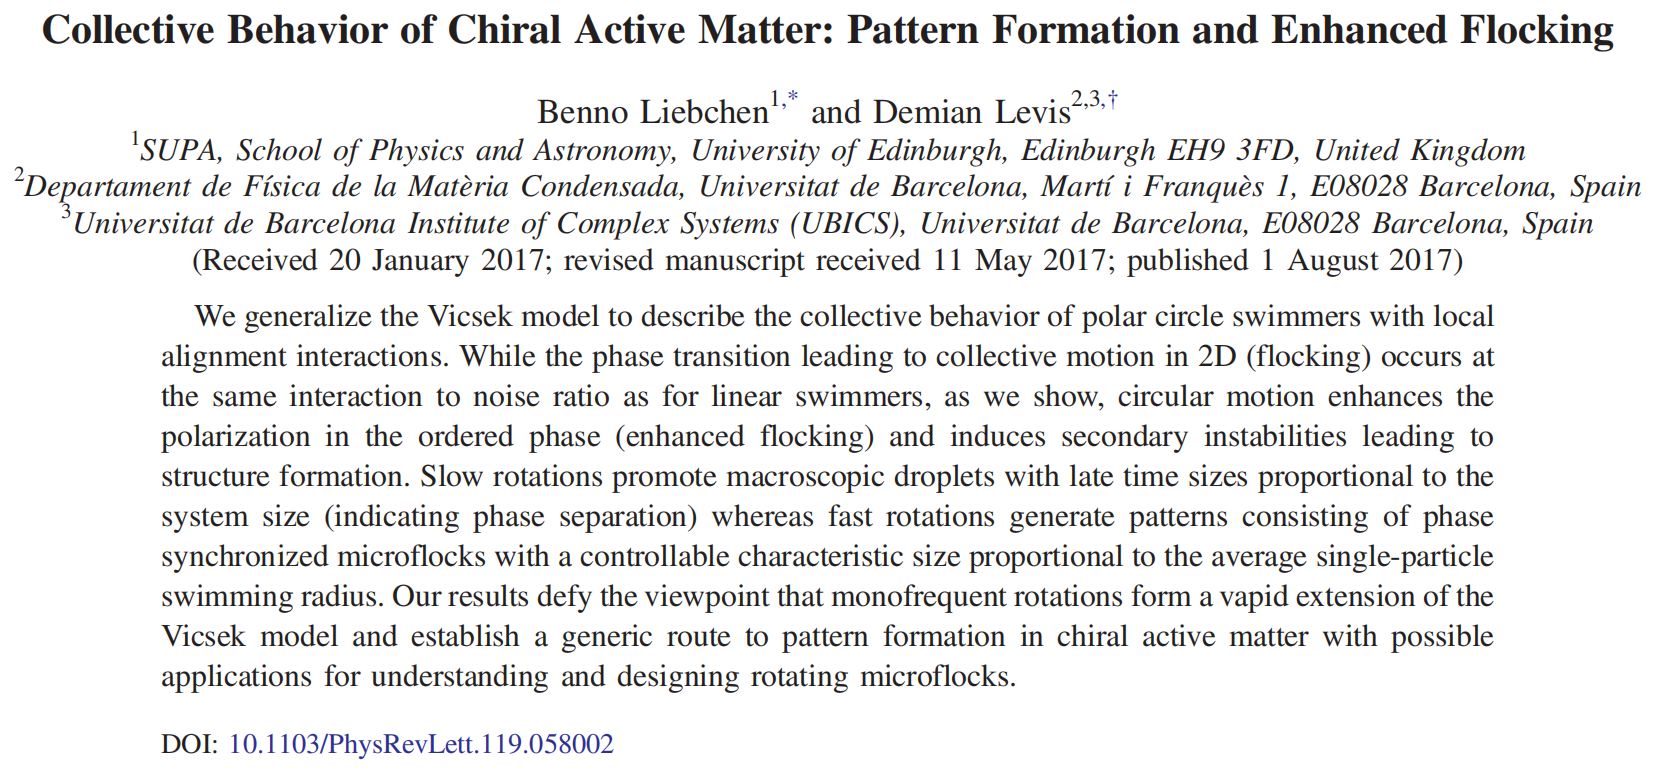 Collective Behavior of Chiral Active Matter: Pattern Formation and Enhanced Flocking
Benno Liebchen1,* and Demian Levis2,3,†
1SUPA, School of Physics and Astronomy, University of Edinburgh, Edinburgh EH9 3FD, United Kingdom
2Departament de Física de la Matèria Condensada, Universitat de Barcelona, Martí i Franquès 1, E08028 Barcelona, Spain
3Universitat de Barcelona Institute of Complex Systems (UBICS), Universitat de Barcelona, E08028 Barcelona, Spain
(Received 20 January 2017; revised manuscript received 11 May 2017; published 1 August 2017)
We generalize the Vicsek model to describe the collective behavior of polar circle swimmers with local
alignment interactions. While the phase transition leading to collective motion in 2D (flocking) occurs at
the same interaction to noise ratio as for linear swimmers, as we show, circular motion enhances the
polarization in the ordered phase (enhanced flocking) and induces secondary instabilities leading to
structure formation. Slow rotations promote macroscopic droplets with late time sizes proportional to the
system size (indicating phase separation) whereas fast rotations generate patterns consisting of phase
synchronized microflocks with a controllable characteristic size proportional to the average single-particle
swimming radius. Our results defy the viewpoint that monofrequent rotations form a vapid extension of the
Vicsek model and establish a generic route to pattern formation in chiral active matter with possible
applications for understanding and designing rotating microflocks.
DOI: 10.1103/PhysRevLett.119.058002